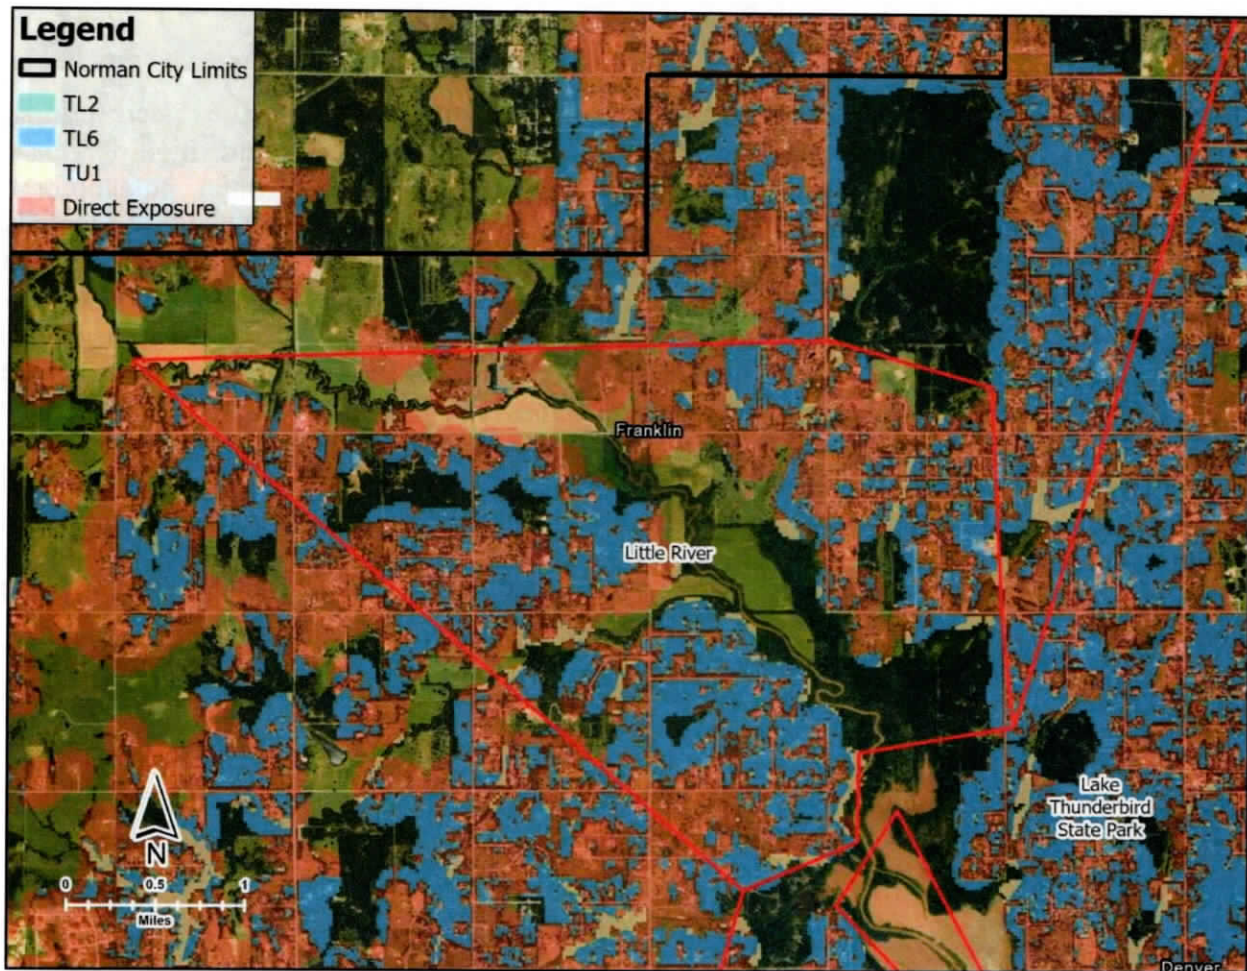 Legend
Norman City Limits
TL2
TL6
TU1
Direct Exposure
Franklin
Little River
Lake
Thunderbird
State Park
N
0 0.5 1
Miles
Denver